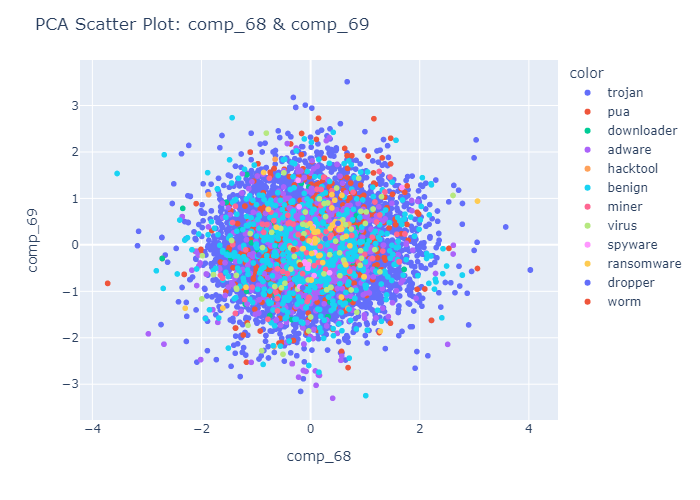 PCA Scatter Plot: comp_68 & comp_69
color
trojan
pua
downloader
adware
hacktool
benign
miner
virus
spyware
ransomware
dropper
worm
comp_69
3
2
1
0
−1
−2
−3
−4
−2
0
2
4
comp_68